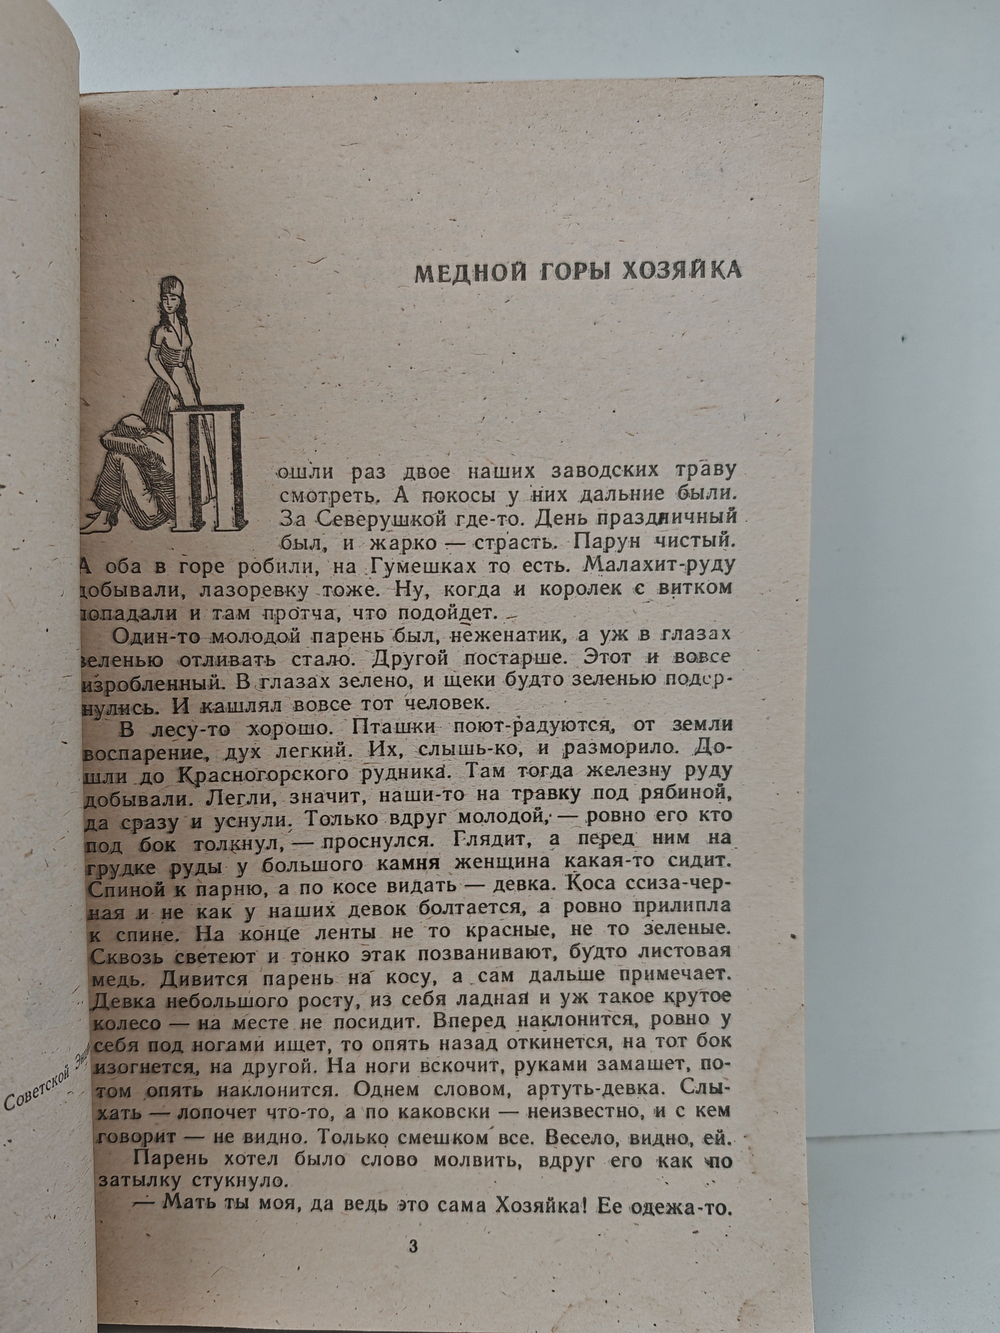 МЕДНОЙ ГОРЫ ХОЗЯЙКА
Пошли раз двое наших заводских траву
смотреть. А покосы у них дальние были.
За Северушкой где-то. День праздничный
был, и жарко — страсть. Парун чистый.
А оба в горе робили, на Гумешках то есть. Малахит-руду
добывали, лазоревку тоже. Ну, когда и королек с витком
попадали и там протча, что подойдет.
Один-то молодой парень был, неженатик, а уж в глазах
зеленью отливать стало. Другой постарше. Этот и вовсе
изробленный. В глазах зелено, и щеки будто зеленью подер-
нулись. И кашлял вовсе тот человек.
В лесу-то хорошо. Пташки поют-радуются, от земли
воспарение, дух легкий. Их, слышь-ко, и разморило. До-
шли до Красногорского рудника. Там тогда железну руду
добывали. Легли, значит, наши-то на травку под рябиной,
да сразу и уснули. Только вдруг молодой, — ровно его кто
под бок толкнул, — проснулся. Глядит, а перед ним на
грудке руды у большого камня женщина какая-то сидит.
Спиной к парню, а по косе видать — девка. Коса ссиза-чер-
ная и не как у наших девок болтается, а ровно прилипла
к спине. На конце ленты не то красные, не то зеленые.
Сквозь светеют и тонко этак позванивают, будто листовая
медь. Дивится парень на косу, а сам дальше примечает.
Девка небольшого росту, из себя ладная и уж такое крутое
колесо — на месте не посидит. Вперед наклонится, ровно у
себя под ногами ищет, то опять назад откинется, на тот бок
изогнется, на другой. На ноги вскочит, руками замашет, по-
том опять наклонится. Однем словом, артуть-девка. Слы-
хать — лопочет что-то, а по каковски — неизвестно, и с кем
говорит — не видно. Только смешком все. Весело, видно, ей.
Парень хотел было слово молвить, вдруг его как по
затылку стукнуло.
— Мать ты моя, да ведь это сама Хозяйка! Ее одежа-то.
3
Советской